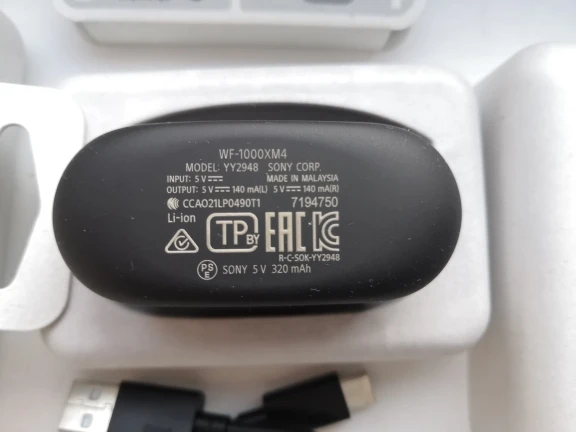 WF-1000XM4
MODEL: YY2948 SONY CORP.
INPUT: 5 V⎓ MADE IN MALAYSIA
OUTPUT: 5 V⎓ 140 mA(L) 5 V⎓ 140 mA(R)
CCAO21LP0490T1 7194750
Li-ion TP BY EAC KC
R-C-SOK-YY2948
PS E SONY 5 V 320 mAh